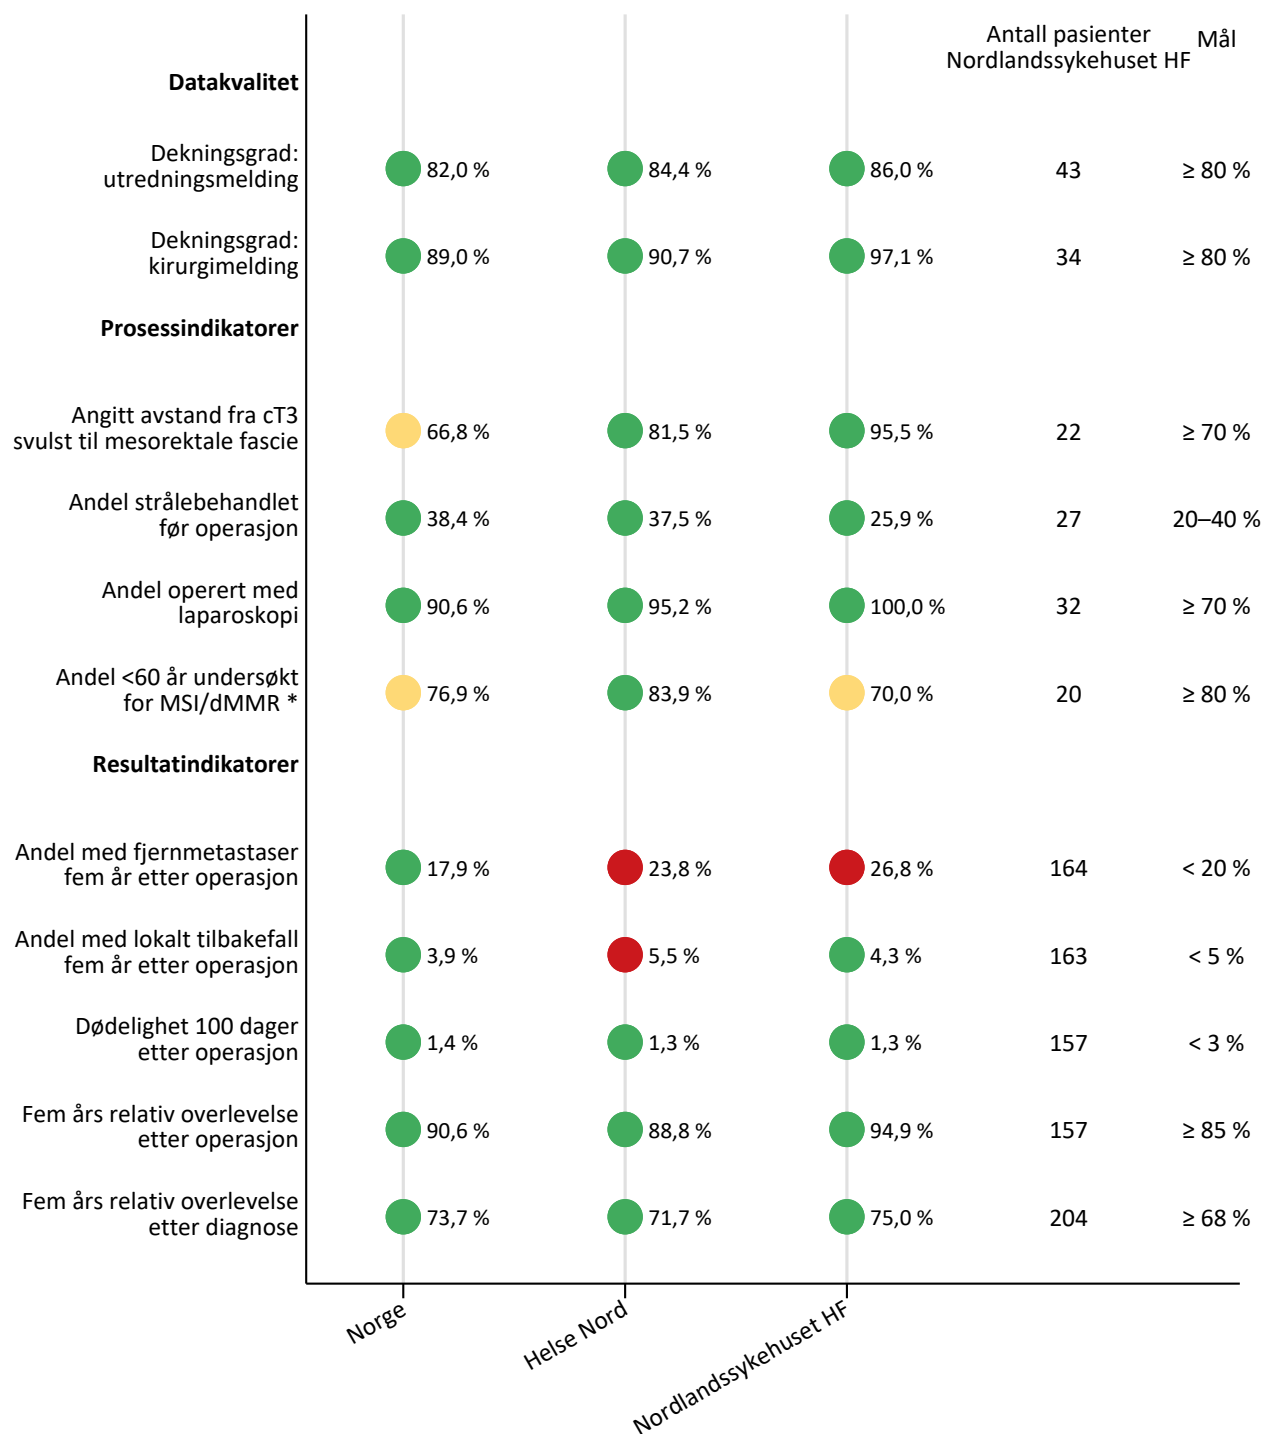 Antall pasienter
Nordlandssykehuset HF
Mål
Datakvalitet
Dekningsgrad:
utredningsmelding
82,0 %
84,4 %
86,0 %
43
≥ 80 %
Dekningsgrad:
kirurgimelding
89,0 %
90,7 %
97,1 %
34
≥ 80 %
Prosessindikatorer
Angitt avstand fra cT3
svulst til mesorektale fascie
66,8 %
81,5 %
95,5 %
22
≥ 70 %
Andel strålebehandlet
før operasjon
38,4 %
37,5 %
25,9 %
27
20–40 %
Andel operert med
laparoskopi
90,6 %
95,2 %
100,0 %
32
≥ 70 %
Andel <60 år undersøkt
for MSI/dMMR *
76,9 %
83,9 %
70,0 %
20
≥ 80 %
Resultatindikatorer
Andel med fjernmetastaser
fem år etter operasjon
17,9 %
23,8 %
26,8 %
164
< 20 %
Andel med lokalt tilbakefall
fem år etter operasjon
3,9 %
5,5 %
4,3 %
163
< 5 %
Dødelighet 100 dager
etter operasjon
1,4 %
1,3 %
1,3 %
157
< 3 %
Fem års relativ overlevelse
etter operasjon
90,6 %
88,8 %
94,9 %
157
≥ 85 %
Fem års relativ overlevelse
etter diagnose
73,7 %
71,7 %
75,0 %
204
≥ 68 %
Norge
Helse Nord
Nordlandssykehuset HF